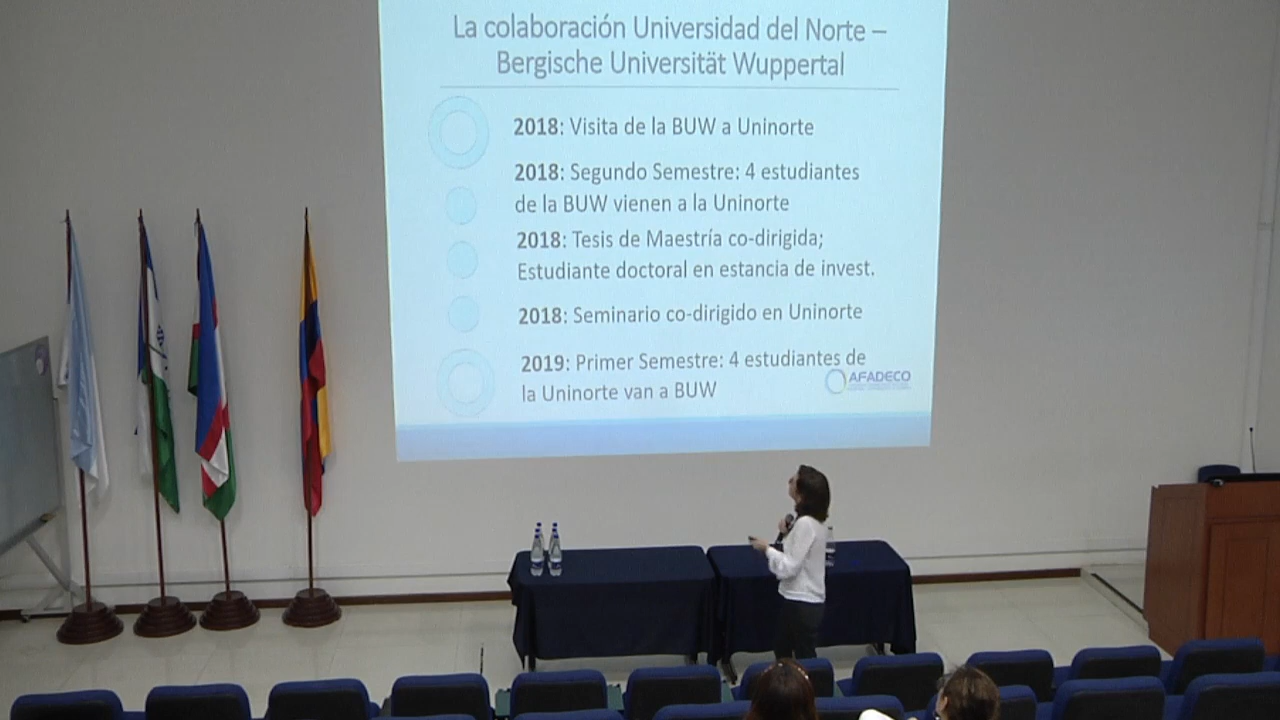 La colaboración Universidad del Norte –
Bergische Universität Wuppertal
2018: Visita de la BUW a Uninorte
2018: Segundo Semestre: 4 estudiantes
de la BUW vienen a la Uninorte
2018: Tesis de Maestría co-dirigida;
Estudiante doctoral en estancia de invest.
2018: Seminario co-dirigido en Uninorte
2019: Primer Semestre: 4 estudiantes de
la Uninorte van a BUW
AFADECO